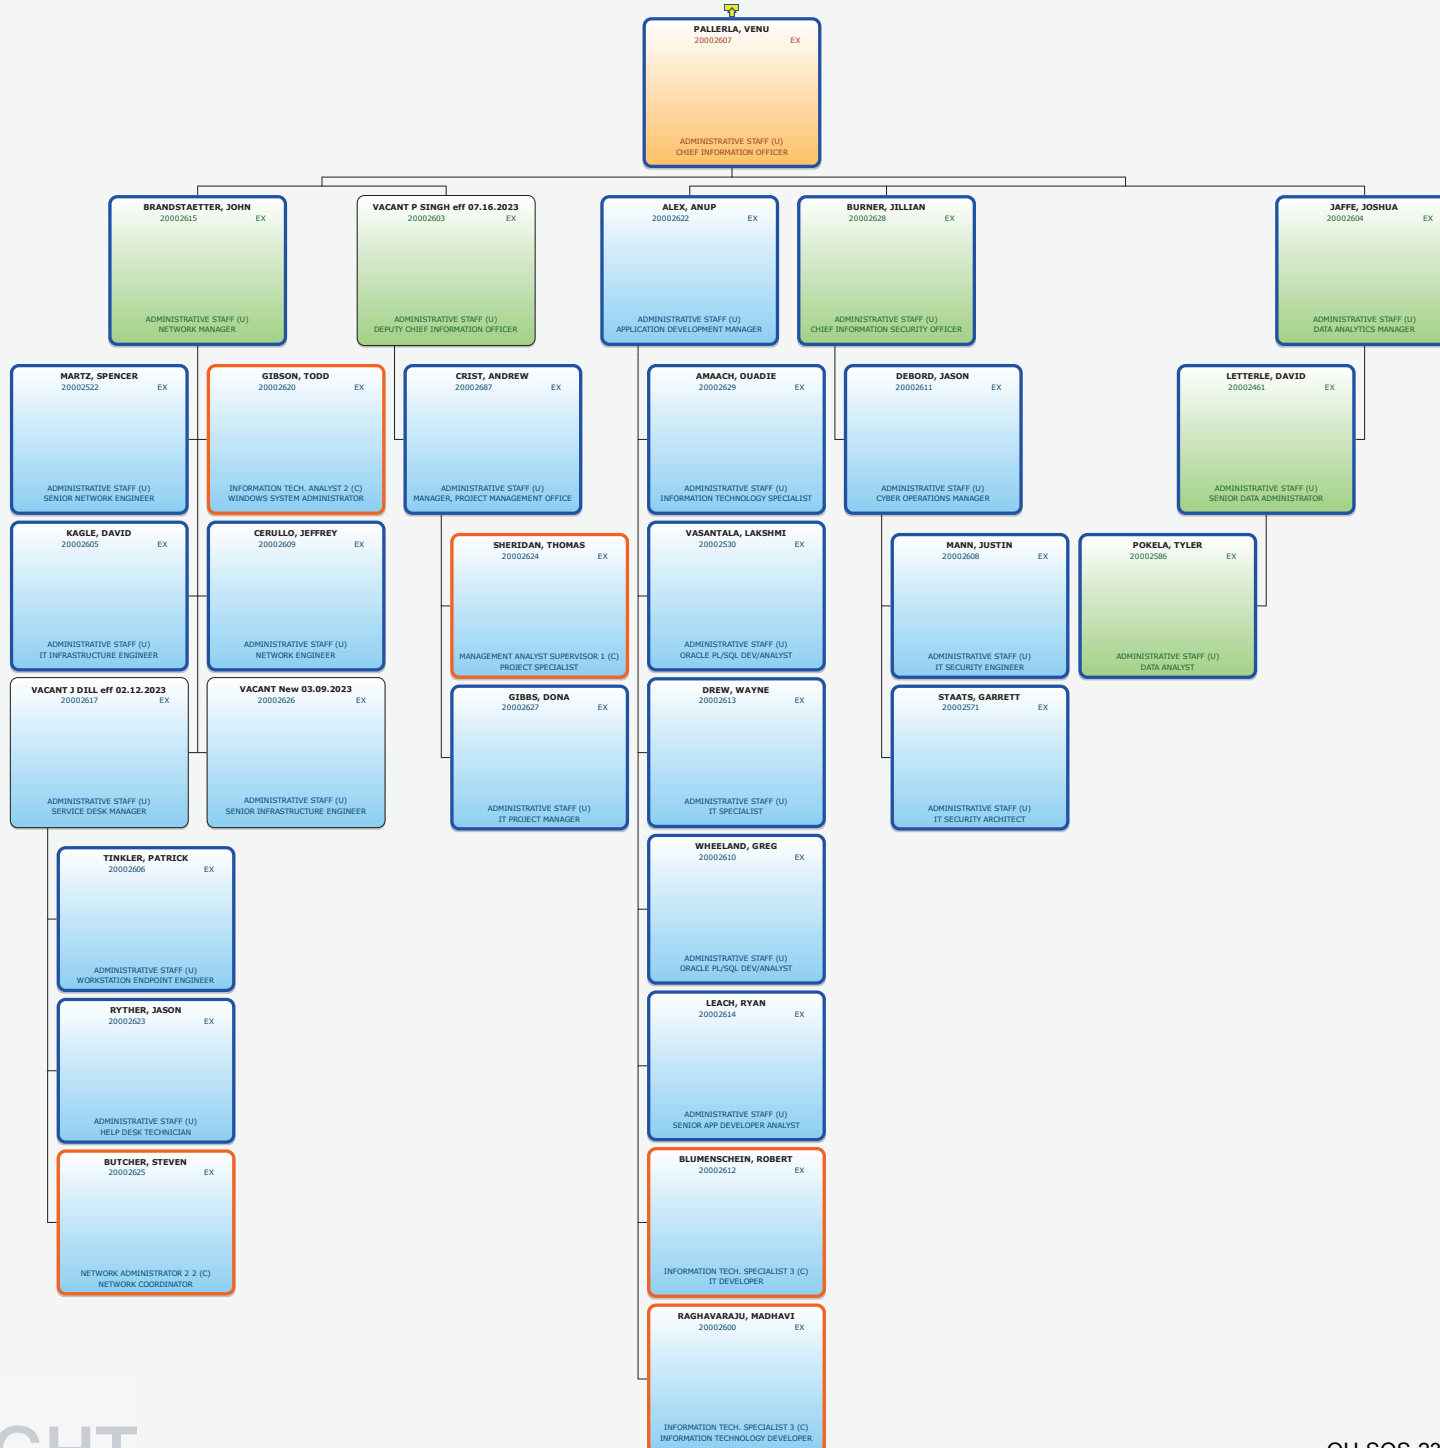 PALLERLA, VENU
20002607 EX
ADMINISTRATIVE STAFF (U)
CHIEF INFORMATION OFFICER
BRANDSTAETTER, JOHN
20002615 EX
ADMINISTRATIVE STAFF (U)
NETWORK MANAGER
VACANT P SINGH eff 07.16.2023
20002603 EX
ADMINISTRATIVE STAFF (U)
DEPUTY CHIEF INFORMATION OFFICER
ALEX, ANUP
20002622 EX
ADMINISTRATIVE STAFF (U)
APPLICATION DEVELOPMENT MANAGER
BURNER, JILLIAN
20002628 EX
ADMINISTRATIVE STAFF (U)
CHIEF INFORMATION SECURITY OFFICER
JAFFE, JOSHUA
20002604 EX
ADMINISTRATIVE STAFF (U)
DATA ANALYTICS MANAGER
MARTZ, SPENCER
20002522 EX
ADMINISTRATIVE STAFF (U)
SENIOR NETWORK ENGINEER
GIBSON, TODD
20002620 EX
INFORMATION TECH. ANALYST 2 (C)
WINDOWS SYSTEM ADMINISTRATOR
CRIST, ANDREW
20002687 EX
ADMINISTRATIVE STAFF (U)
MANAGER, PROJECT MANAGEMENT OFFICE
AMAACH, OUADIE
20002629 EX
ADMINISTRATIVE STAFF (U)
INFORMATION TECHNOLOGY SPECIALIST
DEBORD, JASON
20002611 EX
ADMINISTRATIVE STAFF (U)
CYBER OPERATIONS MANAGER
LETTERLE, DAVID
20002461 EX
ADMINISTRATIVE STAFF (U)
SENIOR DATA ADMINISTRATOR
KAGLE, DAVID
20002605 EX
ADMINISTRATIVE STAFF (U)
IT INFRASTRUCTURE ENGINEER
CERULLO, JEFFREY
20002609 EX
ADMINISTRATIVE STAFF (U)
NETWORK ENGINEER
SHERIDAN, THOMAS
20002624 EX
MANAGEMENT ANALYST SUPERVISOR 1 (C)
PROJECT SPECIALIST
VASANTALA, LAKSHMI
20002530 EX
ADMINISTRATIVE STAFF (U)
ORACLE PL/SQL DEV/ANALYST
MANN, JUSTIN
20002608 EX
ADMINISTRATIVE STAFF (U)
IT SECURITY ENGINEER
POKELA, TYLER
20002586 EX
ADMINISTRATIVE STAFF (U)
DATA ANALYST
VACANT J DILL eff 02.12.2023
20002617 EX
ADMINISTRATIVE STAFF (U)
SERVICE DESK MANAGER
VACANT New 03.09.2023
20002626 EX
ADMINISTRATIVE STAFF (U)
SENIOR INFRASTRUCTURE ENGINEER
GIBBS, DONA
20002627 EX
ADMINISTRATIVE STAFF (U)
IT PROJECT MANAGER
DREW, WAYNE
20002613 EX
ADMINISTRATIVE STAFF (U)
IT SPECIALIST
STAATS, GARRETT
20002571 EX
ADMINISTRATIVE STAFF (U)
IT SECURITY ARCHITECT
TINKLER, PATRICK
20002606 EX
ADMINISTRATIVE STAFF (U)
WORKSTATION ENDPOINT ENGINEER
WHEELAND, GREG
20002610 EX
ADMINISTRATIVE STAFF (U)
ORACLE PL/SQL DEV/ANALYST
RYTHER, JASON
20002623 EX
ADMINISTRATIVE STAFF (U)
HELP DESK TECHNICIAN
LEACH, RYAN
20002614 EX
ADMINISTRATIVE STAFF (U)
SENIOR APP DEVELOPER ANALYST
BUTCHER, STEVEN
20002625 EX
NETWORK ADMINISTRATOR 2 2 (C)
NETWORK COORDINATOR
BLUMENSCHEIN, ROBERT
20002612 EX
INFORMATION TECH. SPECIALIST 3 (C)
IT DEVELOPER
RAGHAVARAJU, MADHAVI
20002600 EX
INFORMATION TECH. SPECIALIST 3 (C)
INFORMATION TECHNOLOGY DEVELOPER